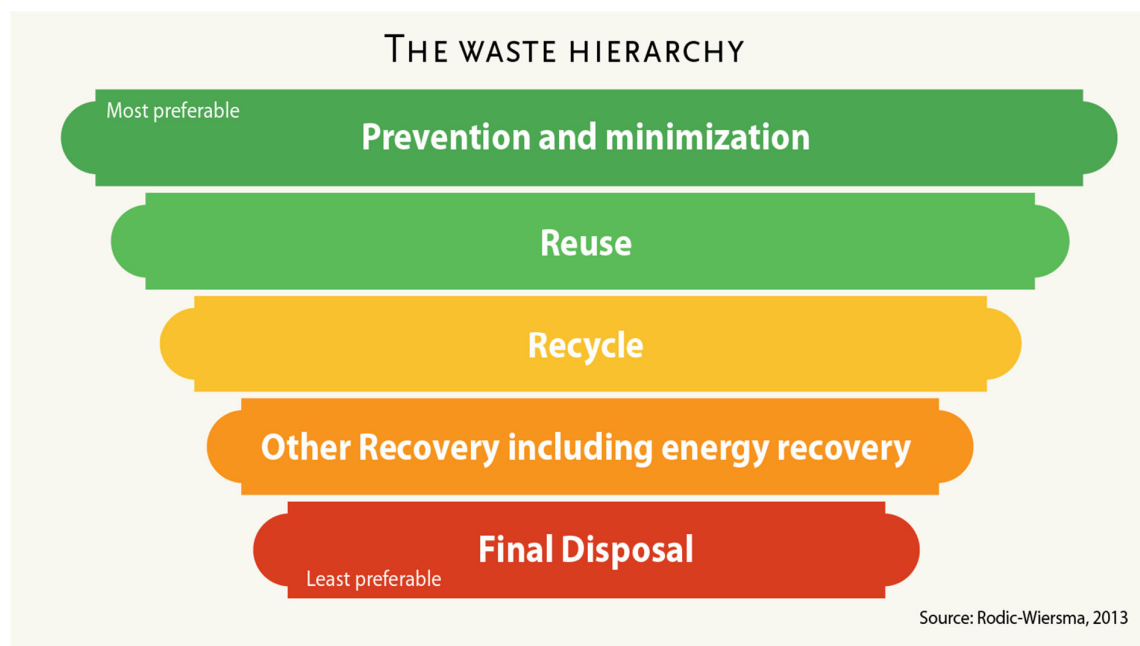 THE WASTE HIERARCHY
Most preferable
Prevention and minimization
Reuse
Recycle
Other Recovery including energy recovery
Final Disposal
Least preferable
Source: Rodic-Wiersma, 2013